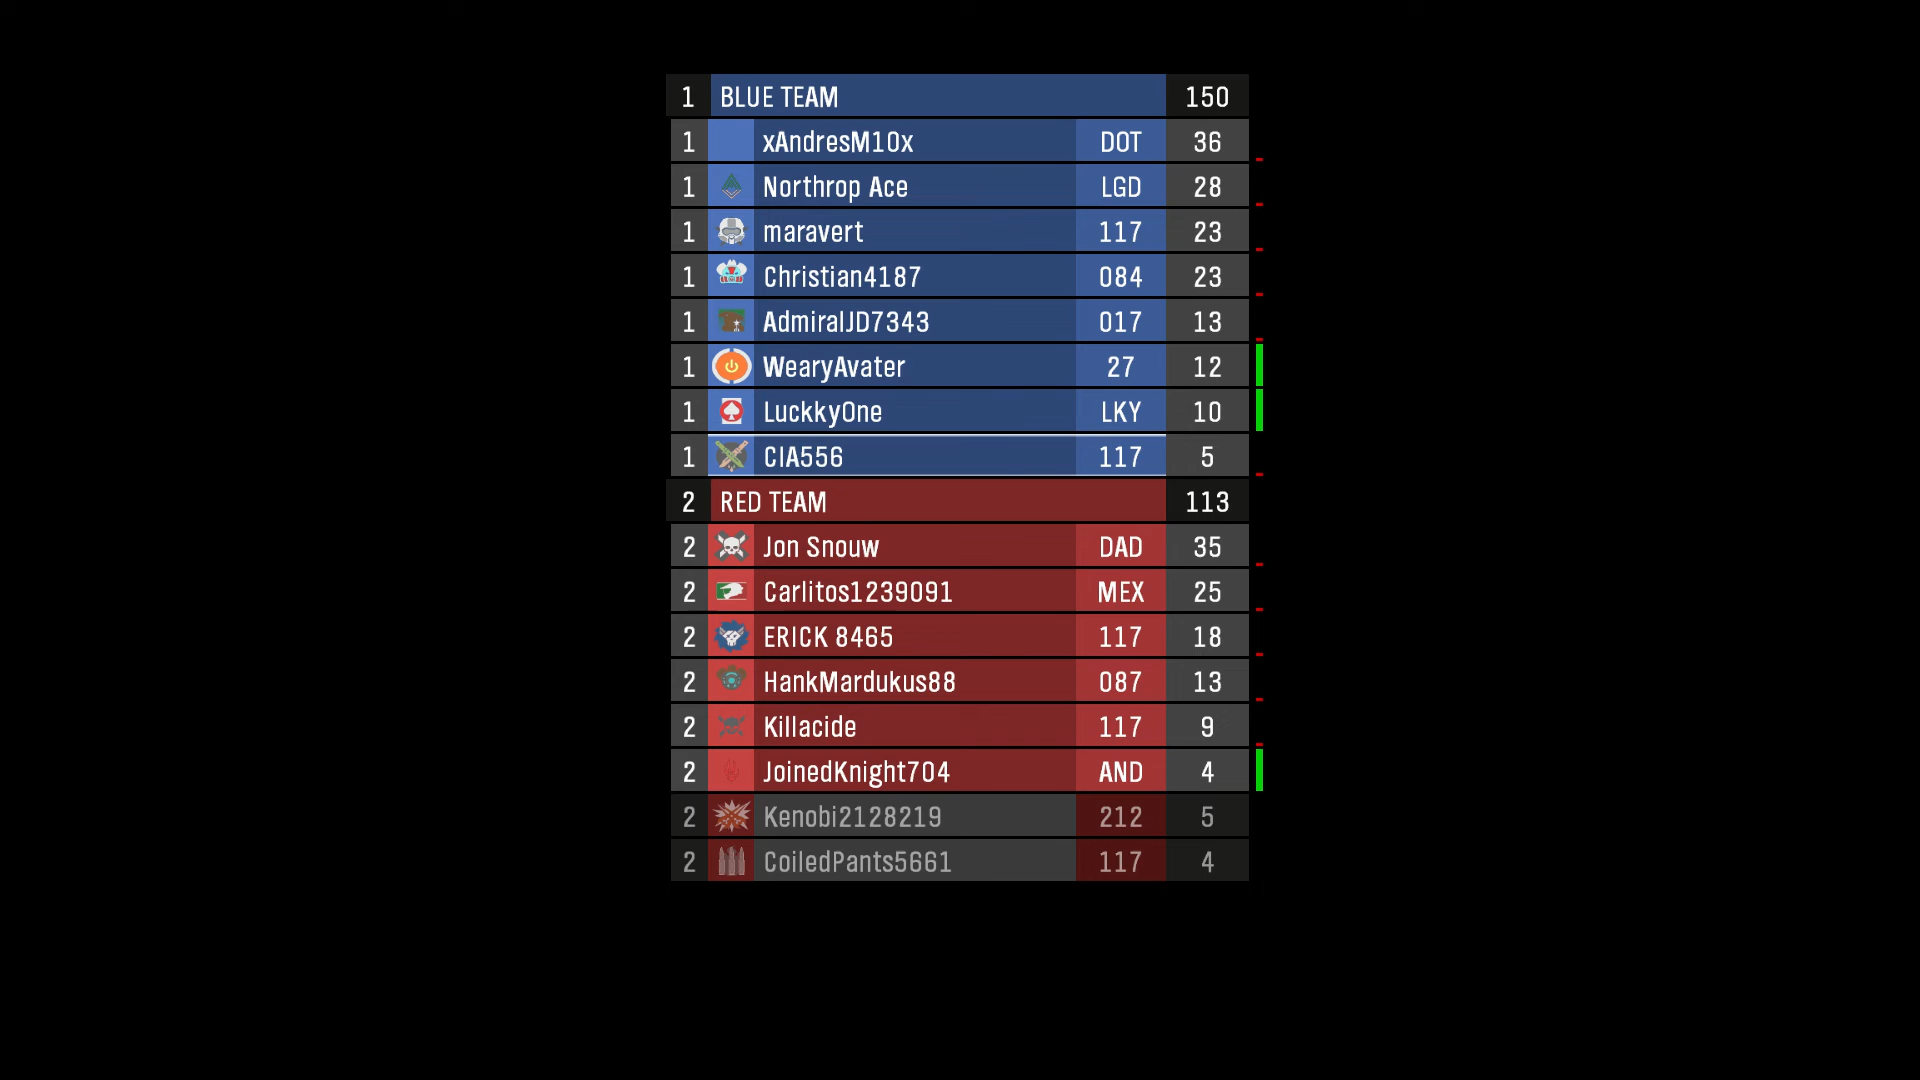 1 BLUE TEAM 150
1 xAndresM10x DOT 36
1 Northrop Ace LGD 28
1 maravert 117 23
1 Christian4187 084 23
1 AdmiralJD7343 017 13
1 WearyAvater 27 12
1 LuckkyOne LKY 10
1 CIA556 117 5
2 RED TEAM 113
2 Jon Snouw DAD 35
2 Carlitos1239091 MEX 25
2 ERICK 8465 117 18
2 HankMardukus88 087 13
2 Killacide 117 9
2 JoinedKnight704 AND 4
2 Kenobi2128219 212 5
2 CoiledPants5661 117 4